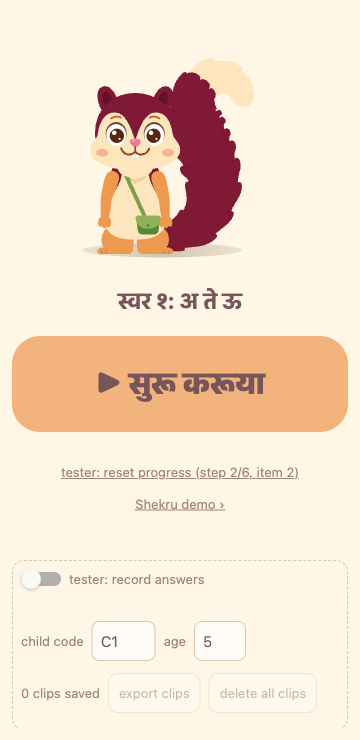 स्वर १: अ ते ऊ
▶ सुरू करूया
tester: reset progress (step 2/6, item 2)
Shekru demo ›
tester: record answers
child code C1 age 5
0 clips saved export clips delete all clips